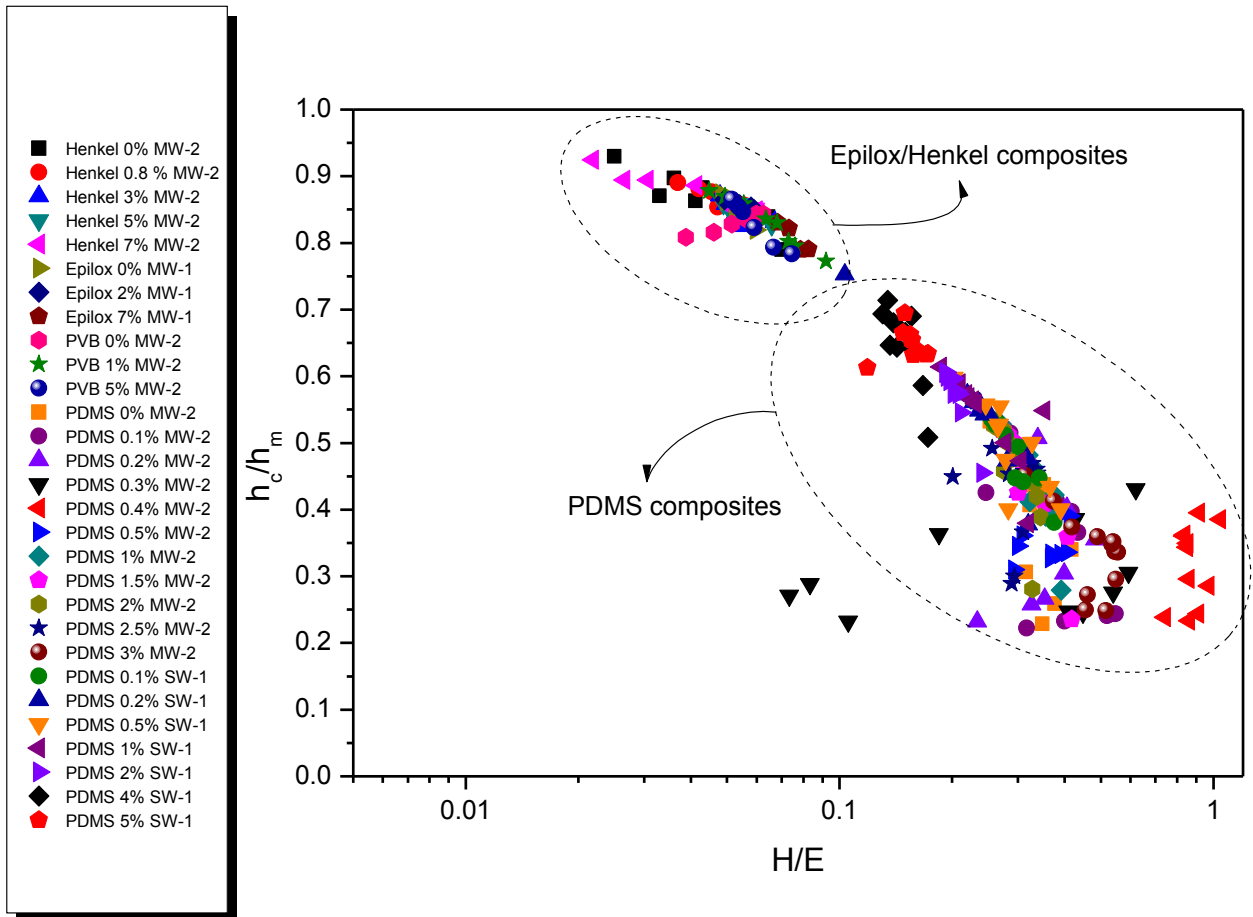 Henkel 0% MW-2
Henkel 0.8 % MW-2
Henkel 3% MW-2
Henkel 5% MW-2
Henkel 7% MW-2
Epilox 0% MW-1
Epilox 2% MW-1
Epilox 7% MW-1
PVB 0% MW-2
PVB 1% MW-2
PVB 5% MW-2
PDMS 0% MW-2
PDMS 0.1% MW-2
PDMS 0.2% MW-2
PDMS 0.3% MW-2
PDMS 0.4% MW-2
PDMS 0.5% MW-2
PDMS 1% MW-2
PDMS 1.5% MW-2
PDMS 2% MW-2
PDMS 2.5% MW-2
PDMS 3% MW-2
PDMS 0.1% SW-1
PDMS 0.2% SW-1
PDMS 0.5% SW-1
PDMS 1% SW-1
PDMS 2% SW-1
PDMS 4% SW-1
PDMS 5% SW-1
h_c/h_m
1.0
0.9
0.8
0.7
0.6
0.5
0.4
0.3
0.2
0.1
0.0
Epilox/Henkel composites
PDMS composites
0.01 0.1 1
H/E